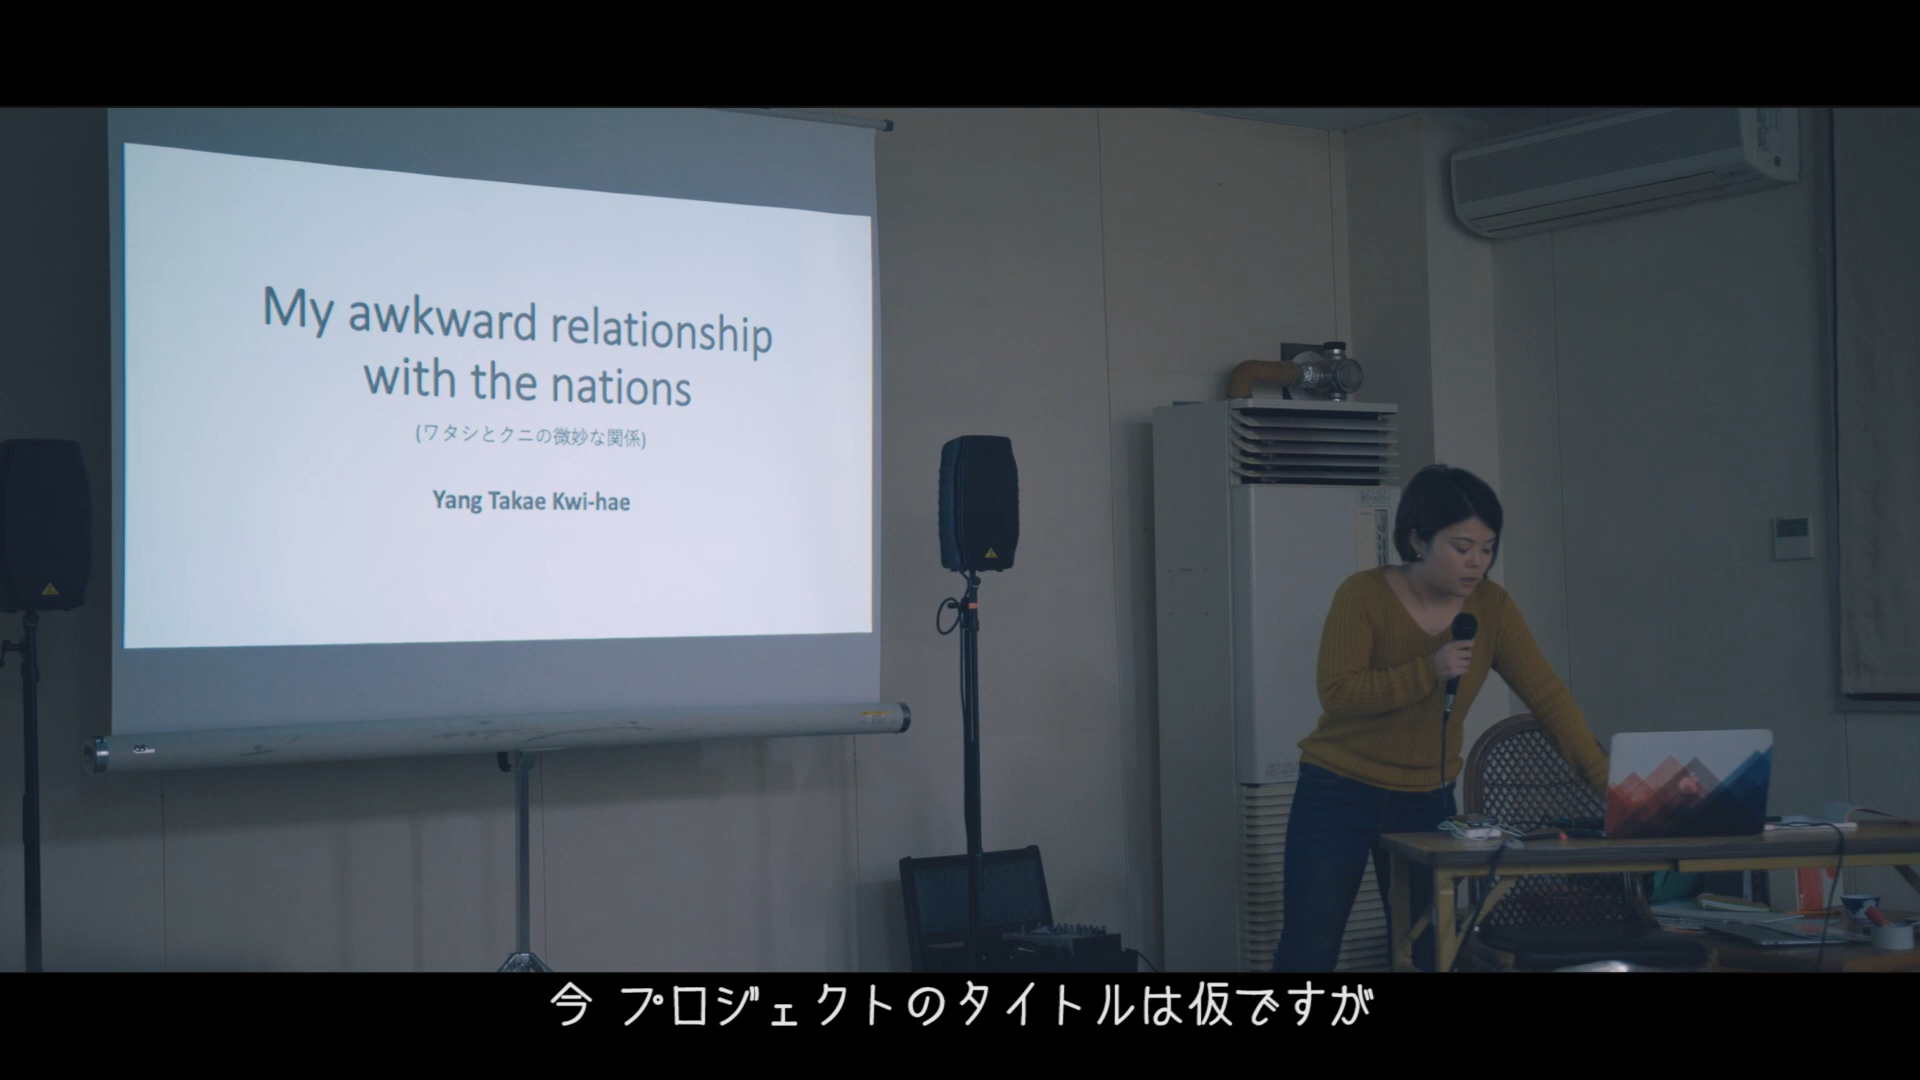 My awkward relationship
with the nations
(ワタシとクニの微妙な関係)
Yang Takae Kwi-hae
今 プロジェクトのタイトルは仮ですが